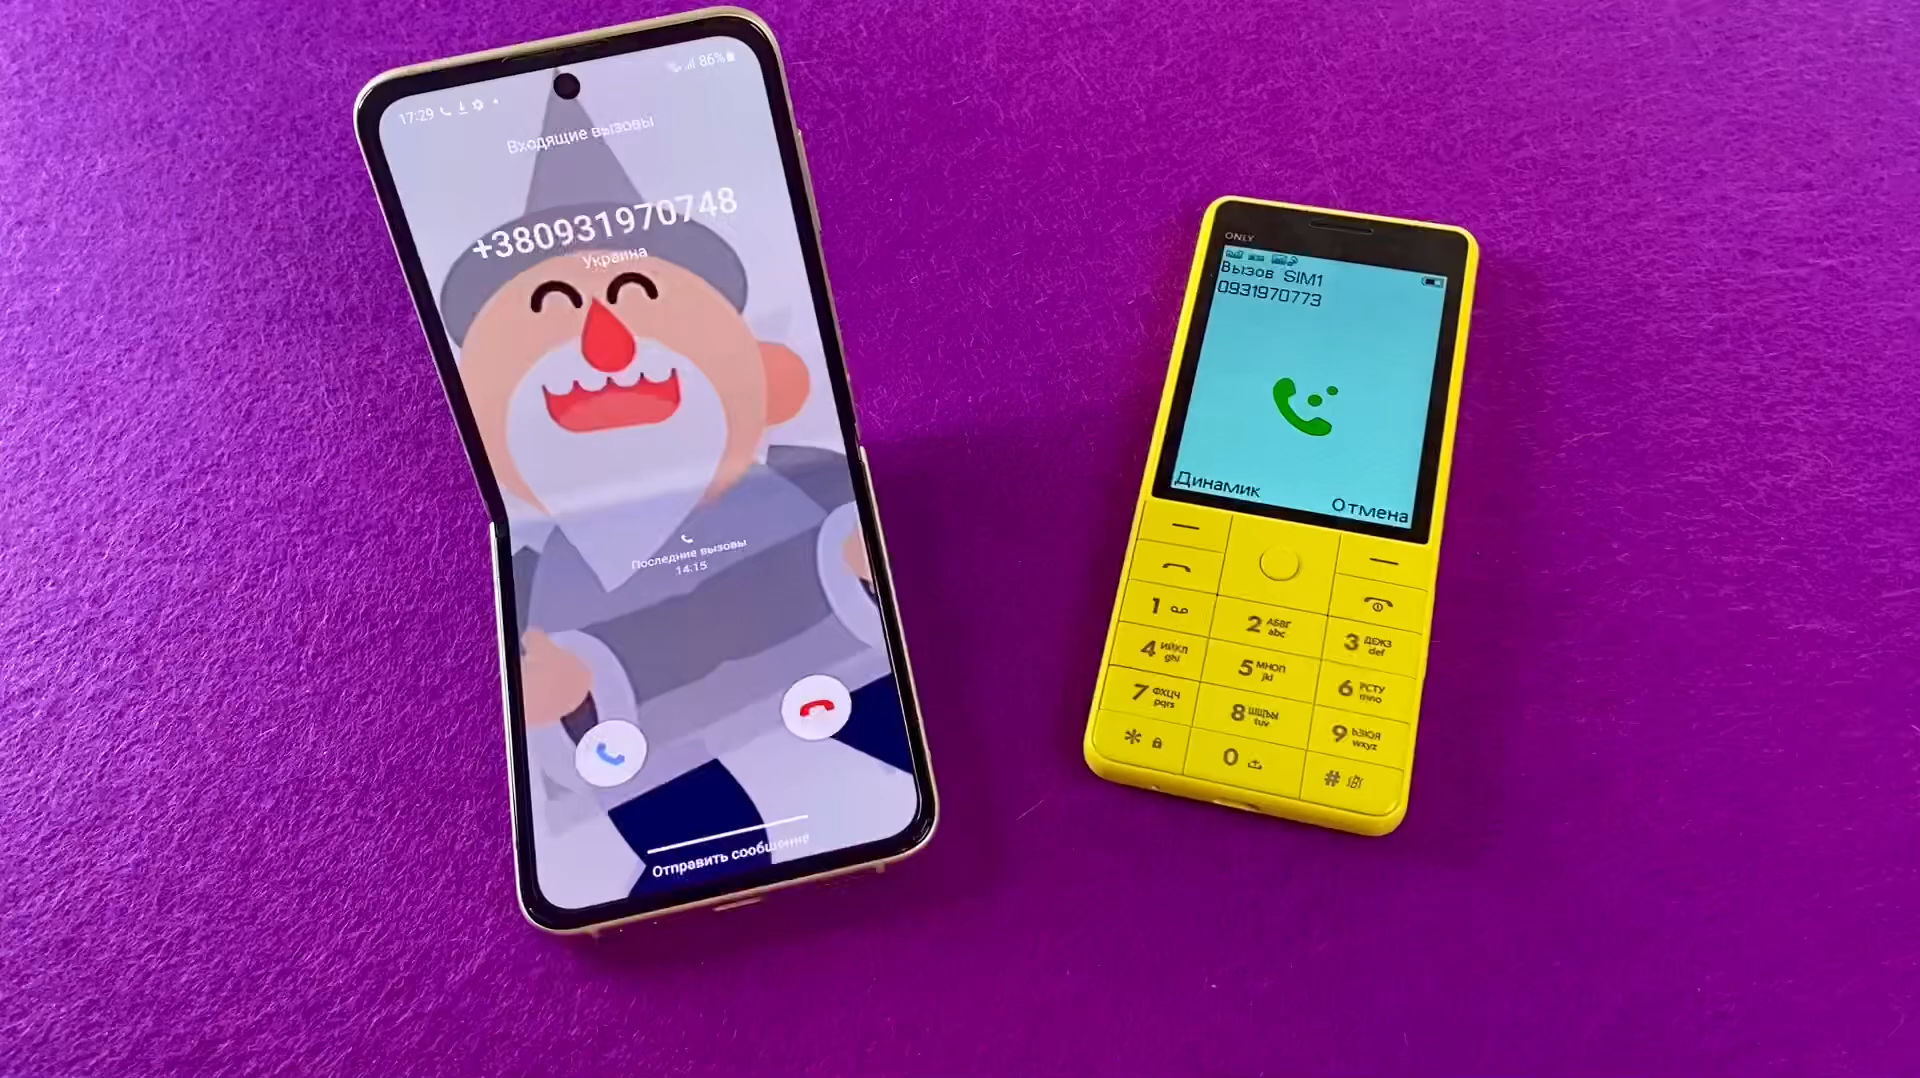 17:29
86%
Входящие вызовы
+380931970748
Украина
Последние вызовы
14:15
Отправить сообщение
ONLY
Вызов SIM1
0931970773
Динамик
Отмена
1
2 АБВГ abc
3 ДЕЖЗ def
4 ИЙКЛ ghi
5 МНОП jkl
6 РСТУ mno
7 ФХЦЧ pqrs
8 ШЩЪЫ tuv
9 ЬЭЮЯ wxyz
*
0
#